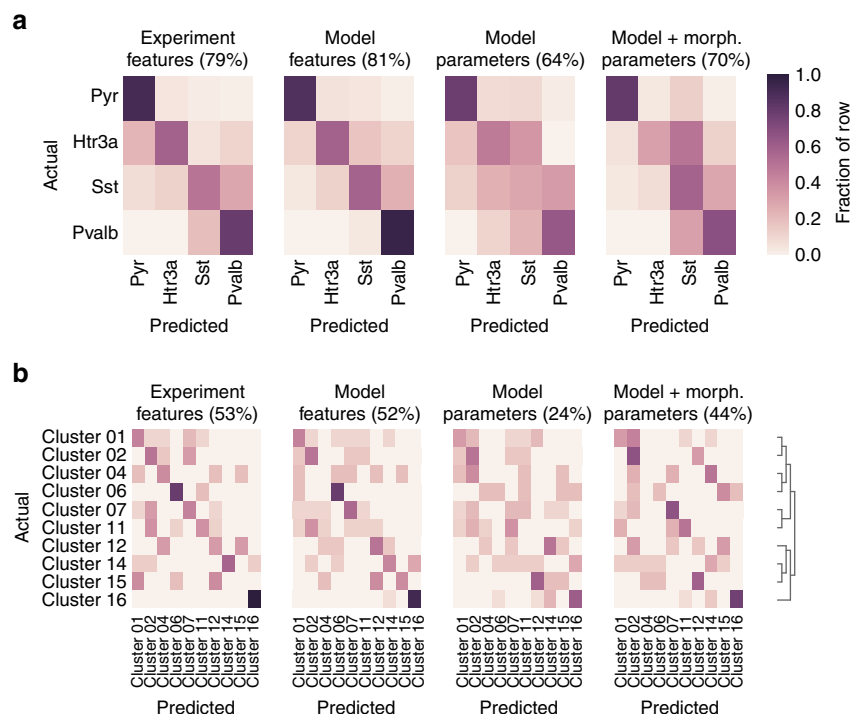 a
Experiment
features (79%)
Model
features (81%)
Model
parameters (64%)
Model + morph.
parameters (70%)
Actual
Pyr
Htr3a
Sst
Pvalb
Pyr
Htr3a
Sst
Pvalb
Pyr
Htr3a
Sst
Pvalb
Pyr
Htr3a
Sst
Pvalb
Pyr
Htr3a
Sst
Pvalb
Predicted
Predicted
Predicted
Predicted
1.0
0.8
0.6
0.4
0.2
0.0
Fraction of row
b
Experiment
features (53%)
Model
features (52%)
Model
parameters (24%)
Model + morph.
parameters (44%)
Actual
Cluster 01
Cluster 02
Cluster 04
Cluster 06
Cluster 07
Cluster 11
Cluster 12
Cluster 14
Cluster 15
Cluster 16
Cluster 01
Cluster 02
Cluster 04
Cluster 06
Cluster 07
Cluster 11
Cluster 12
Cluster 14
Cluster 15
Cluster 16
Cluster 01
Cluster 02
Cluster 04
Cluster 06
Cluster 07
Cluster 11
Cluster 12
Cluster 14
Cluster 15
Cluster 16
Cluster 01
Cluster 02
Cluster 04
Cluster 06
Cluster 07
Cluster 11
Cluster 12
Cluster 14
Cluster 15
Cluster 16
Cluster 01
Cluster 02
Cluster 04
Cluster 06
Cluster 07
Cluster 11
Cluster 12
Cluster 14
Cluster 15
Cluster 16
Predicted
Predicted
Predicted
Predicted